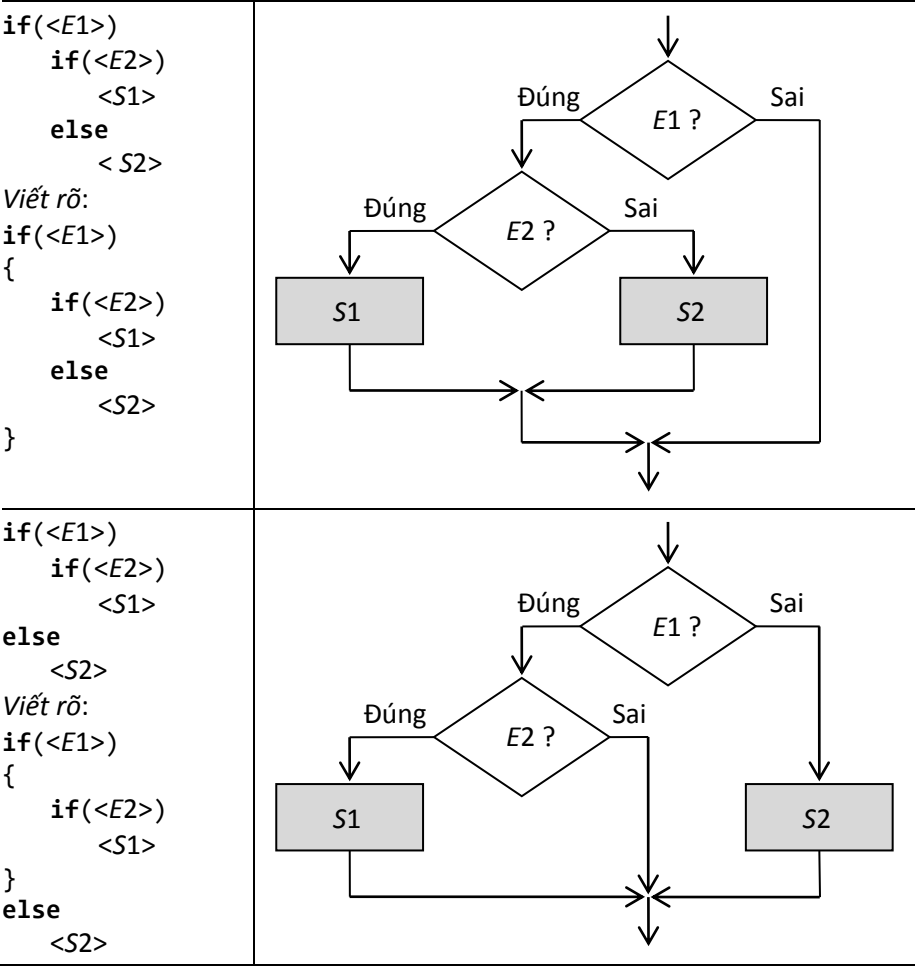 if(<E1>)
if(<E2>)
<S1>
else
< S2>
Viết rõ:
if(<E1>)
{
if(<E2>)
<S1>
else
<S2>
}
Đúng
E1 ?
Sai
Đúng
E2 ?
Sai
S1
S2
if(<E1>)
if(<E2>)
<S1>
else
<S2>
Viết rõ:
if(<E1>)
{
if(<E2>)
<S1>
}
else
<S2>
Đúng
E1 ?
Sai
Đúng
E2 ?
Sai
S1
S2